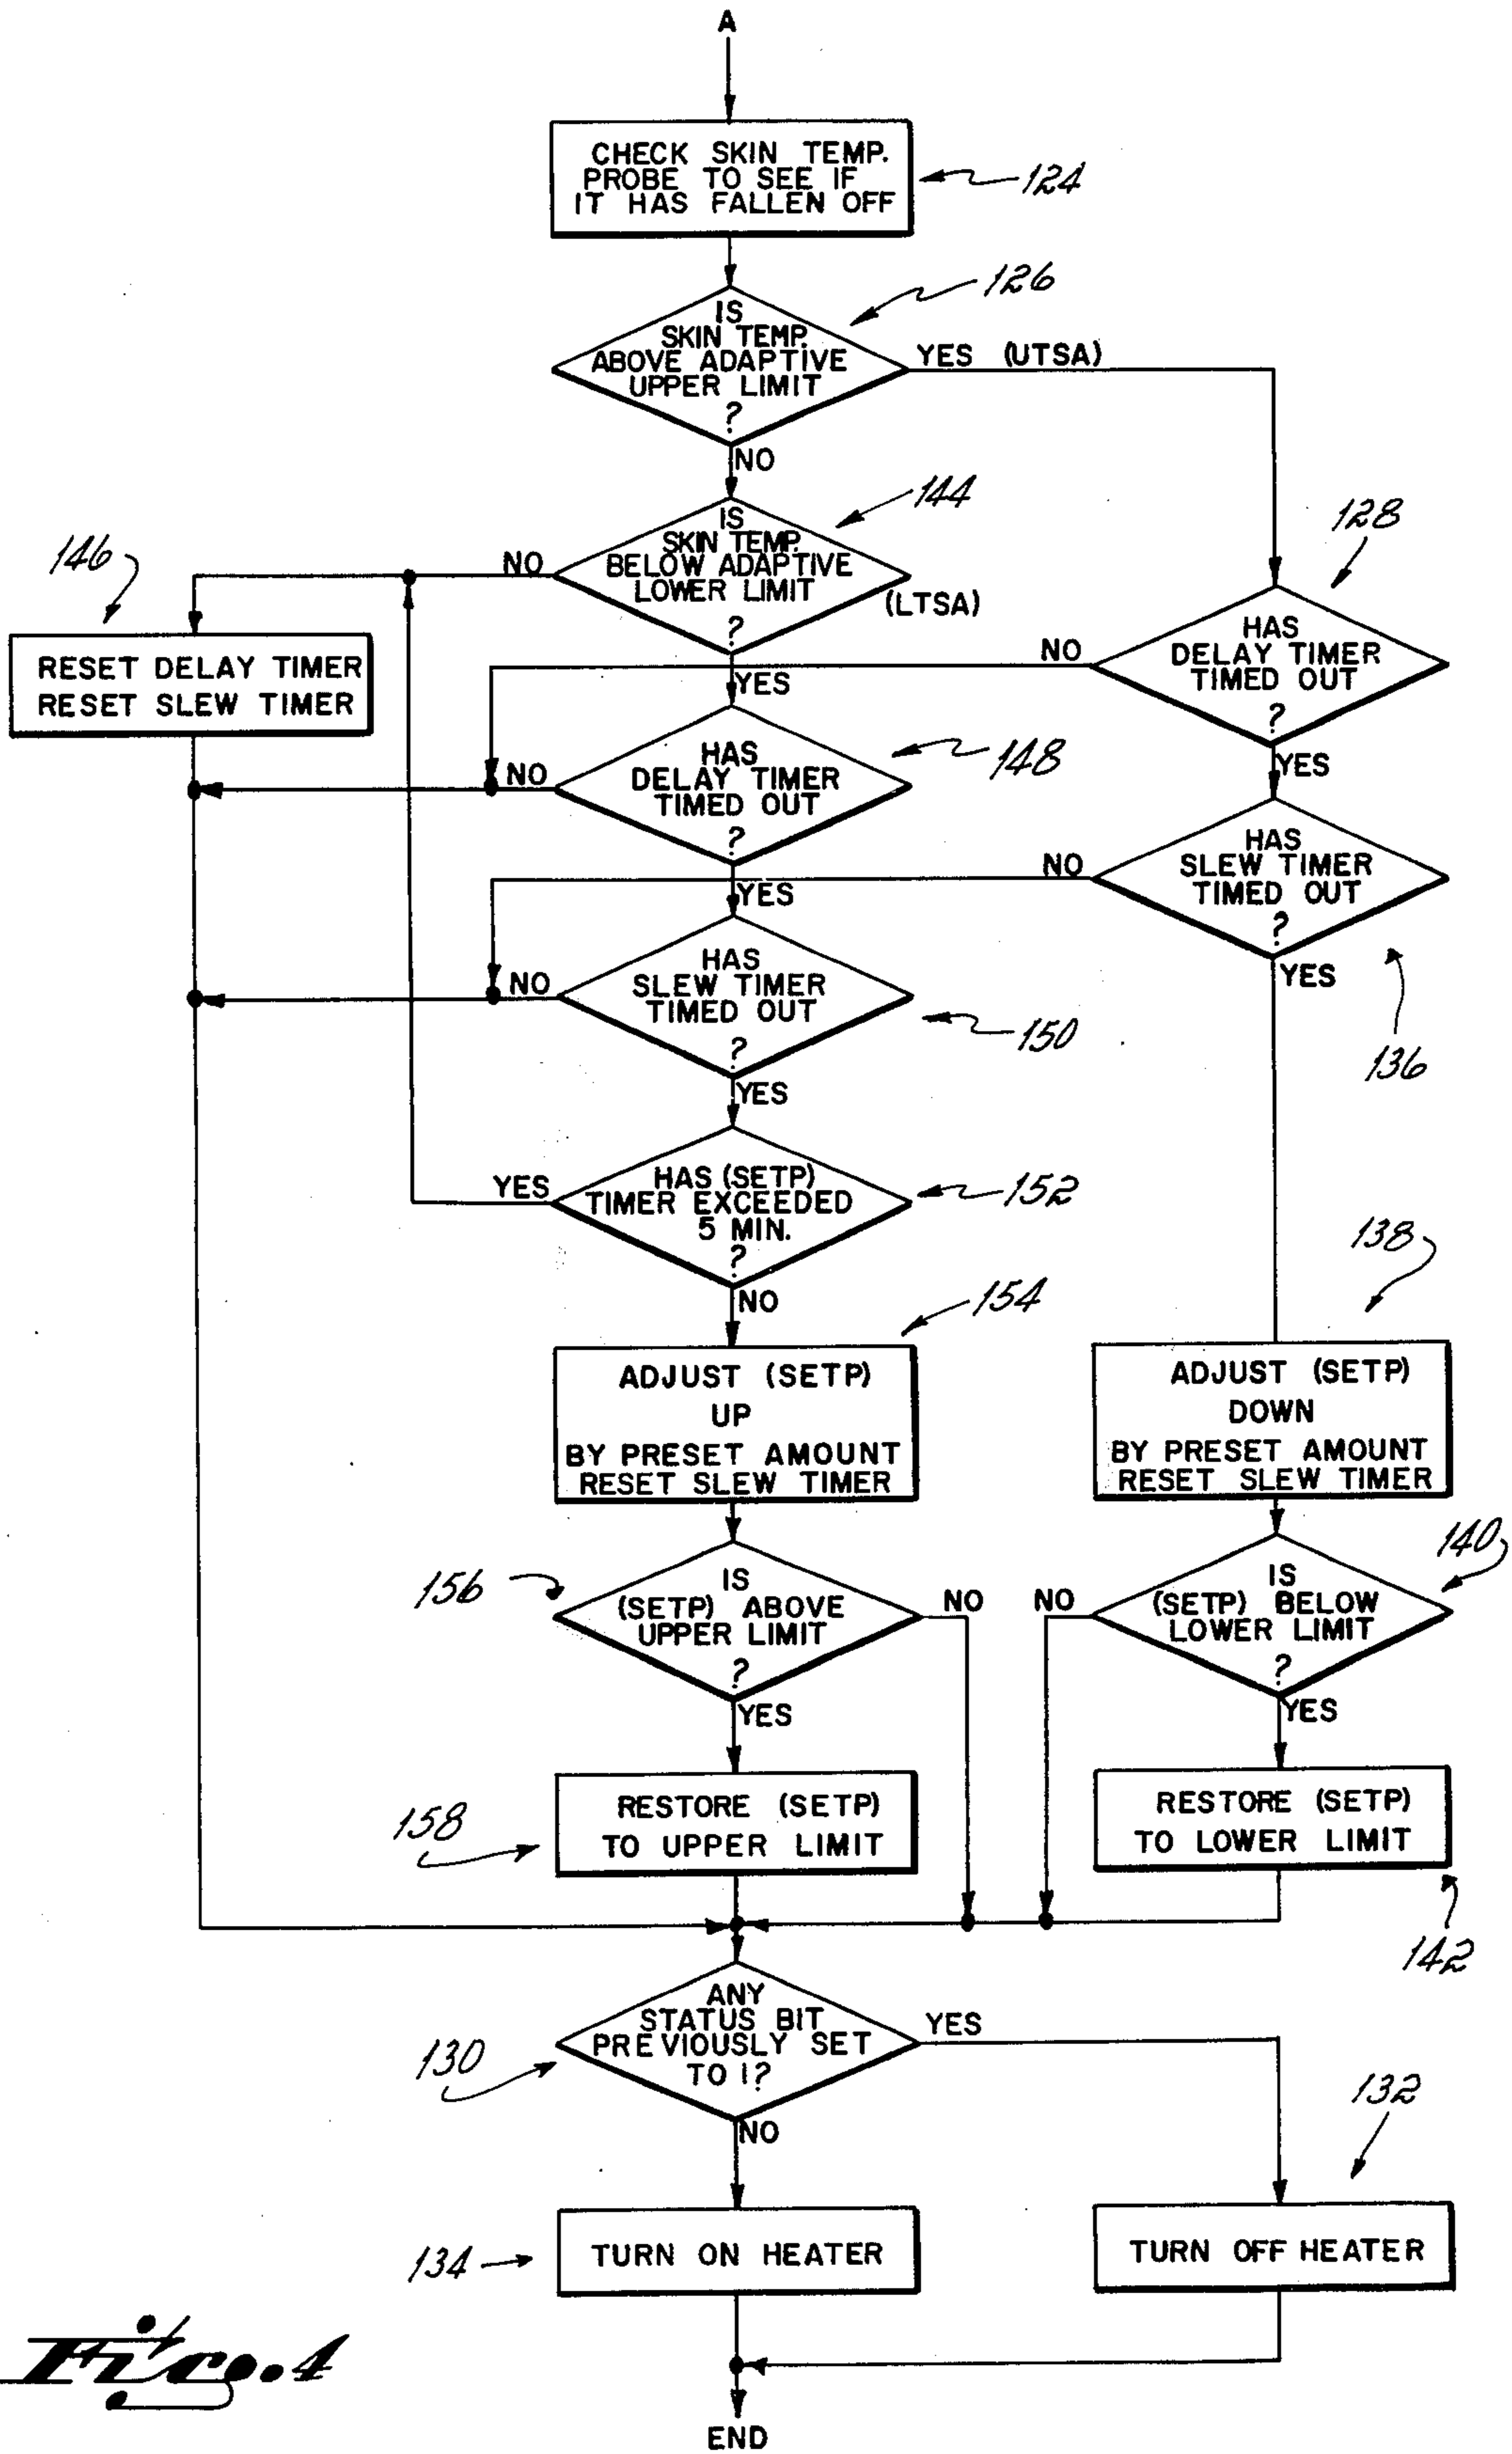 A
CHECK SKIN TEMP.
PROBE TO SEE IF
IT HAS FALLEN OFF
124
126
IS
SKIN TEMP.
ABOVE ADAPTIVE
UPPER LIMIT
?
YES (UTSA)
NO
144
IS
SKIN TEMP.
BELOW ADAPTIVE
LOWER LIMIT
?
(LTSA)
NO
YES
146
RESET DELAY TIMER
RESET SLEW TIMER
128
HAS
DELAY TIMER
TIMED OUT
?
NO
YES
148
HAS
DELAY TIMER
TIMED OUT
?
NO
YES
HAS
SLEW TIMER
TIMED OUT
?
NO
YES
136
HAS
SLEW TIMER
TIMED OUT
?
NO
YES
150
HAS (SETP)
TIMER EXCEEDED
5 MIN.
?
YES
NO
152
154
ADJUST (SETP)
UP
BY PRESET AMOUNT
RESET SLEW TIMER
138
ADJUST (SETP)
DOWN
BY PRESET AMOUNT
RESET SLEW TIMER
156
IS
(SETP) ABOVE
UPPER LIMIT
?
NO
YES
140
IS
(SETP) BELOW
LOWER LIMIT
?
NO
YES
158
RESTORE (SETP)
TO UPPER LIMIT
RESTORE (SETP)
TO LOWER LIMIT
142
130
ANY
STATUS BIT
PREVIOUSLY SET
TO 1?
YES
NO
132
134
TURN ON HEATER
TURN OFF HEATER
END
Fig. 4